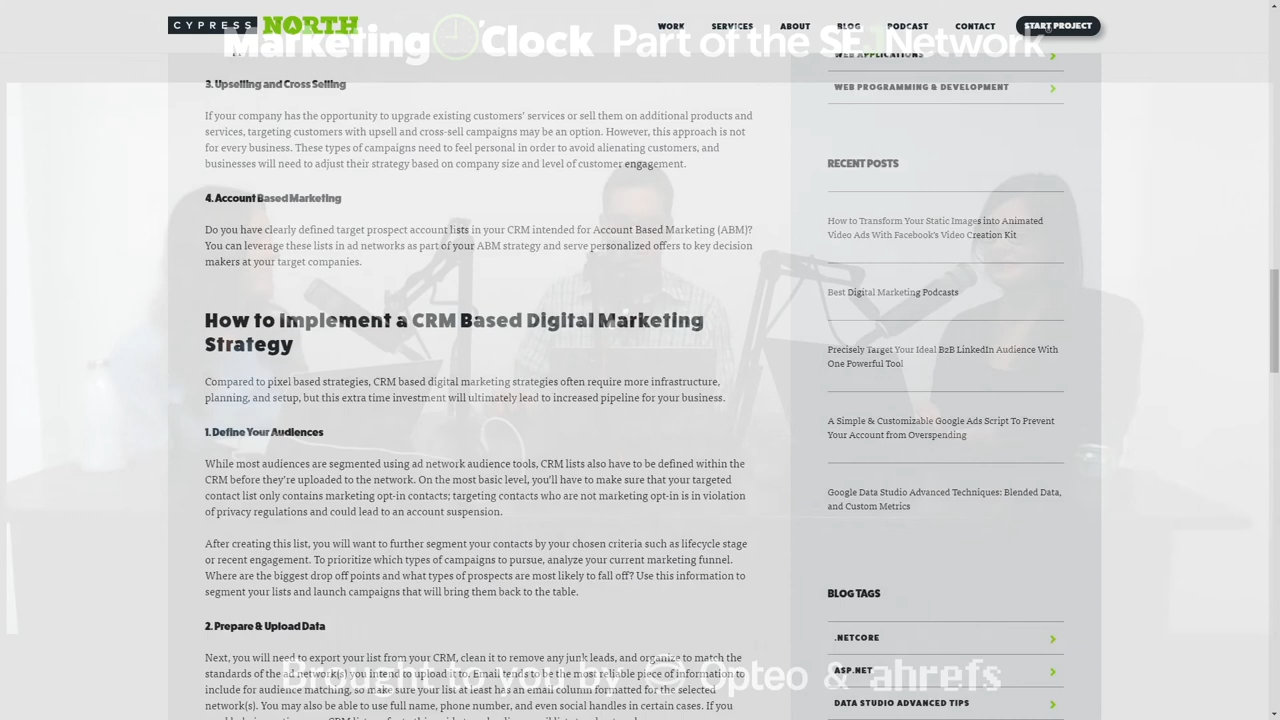 CYPRESS NORTH
WORK SERVICES ABOUT BLOG PODCAST CONTACT START PROJECT
Marketing O'Clock Part of the SEJ Network
3. Upselling and Cross Selling
If your company has the opportunity to upgrade existing customers' services or sell them on additional products and
services, targeting customers with upsell and cross-sell campaigns may be an option. However, this approach is not
for every business. These types of campaigns need to feel personal in order to avoid alienating customers, and
businesses will need to adjust their strategy based on company size and level of customer engagement.
4. Account Based Marketing
Do you have clearly defined target prospect account lists in your CRM intended for Account Based Marketing (ABM)?
You can leverage these lists in ad networks as part of your ABM strategy and serve personalized offers to key decision
makers at your target companies.
How to Implement a CRM Based Digital Marketing
Strategy
Compared to pixel based strategies, CRM based digital marketing strategies often require more infrastructure,
planning, and setup, but this extra time investment will ultimately lead to increased pipeline for your business.
1. Define Your Audiences
While most audiences are segmented using ad network audience tools, CRM lists also have to be defined within the
CRM before they're uploaded to the network. On the most basic level, you'll have to make sure that your targeted
contact list only contains marketing opt-in contacts; targeting contacts who are not marketing opt-in is in violation
of privacy regulations and could lead to an account suspension.
After creating this list, you will want to further segment your contacts by your chosen criteria such as lifecycle stage
or recent engagement. To prioritize which types of campaigns to pursue, analyze your current marketing funnel.
Where are the biggest drop off points and what types of prospects are most likely to fall off? Use this information to
segment your lists and launch campaigns that will bring them back to the table.
2. Prepare & Upload Data
Next, you will need to export your list from your CRM, clean it to remove any junk leads, and organize to match the
standards of the ad network(s) you intend to upload it to. Email tends to be the most reliable piece of information to
include for audience matching, so make sure your list at least has an email column formatted for the selected
network(s). You may also be able to use full name, phone number, and even social handles in certain cases. If you
WEB APPLICATIONS
WEB PROGRAMMING & DEVELOPMENT
RECENT POSTS
How to Transform Your Static Images into Animated
Video Ads With Facebook's Video Creation Kit
Best Digital Marketing Podcasts
Precisely Target Your Ideal B2B LinkedIn Audience With
One Powerful Tool
A Simple & Customizable Google Ads Script To Prevent
Your Account from Overspending
Google Data Studio Advanced Techniques: Blended Data,
and Custom Metrics
BLOG TAGS
.NETCORE
ASP.NET
DATA STUDIO ADVANCED TIPS
Brought to you by: Opteo & ahrefs